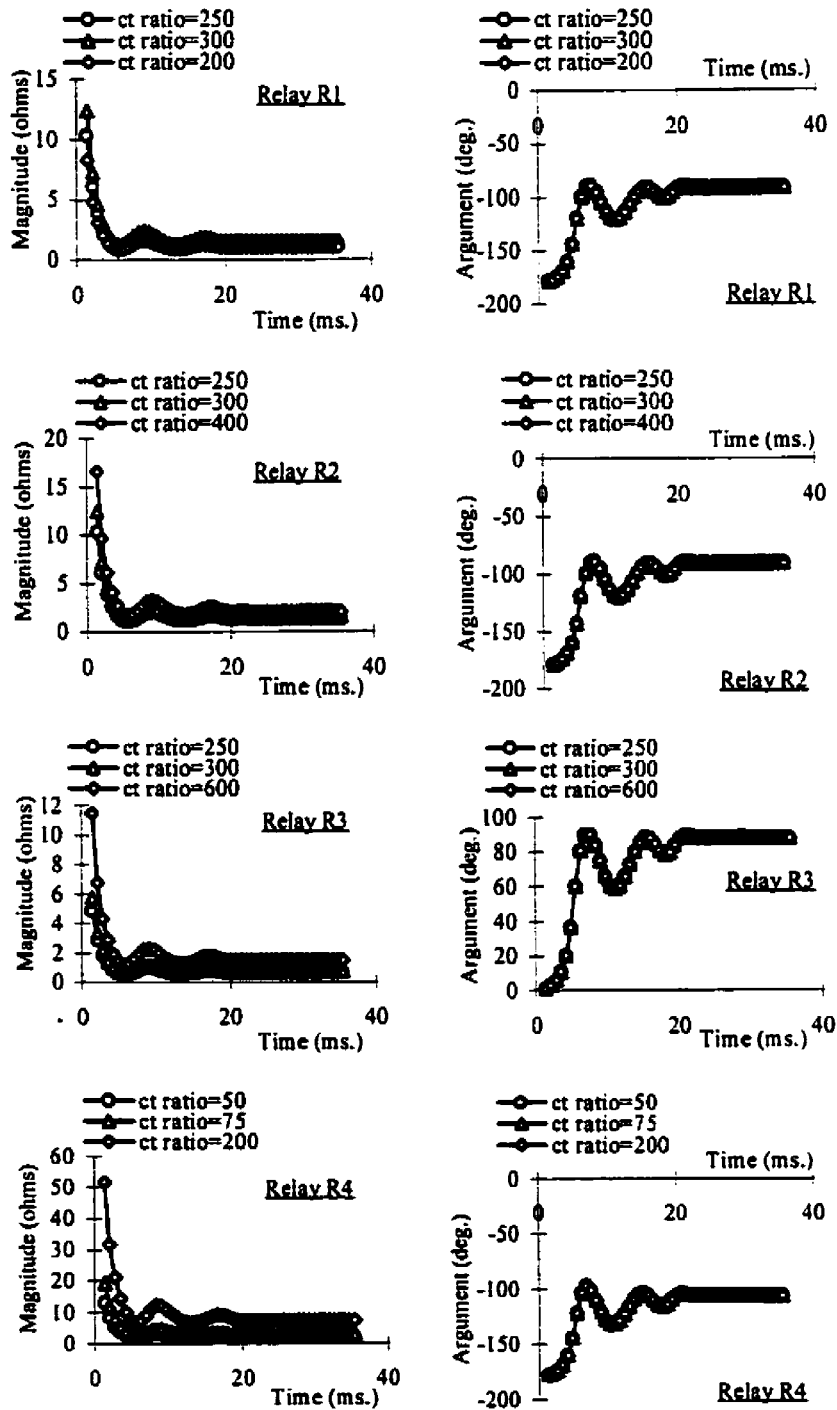 ct ratio=250
ct ratio=300
ct ratio=200
Relay R1
Magnitude (ohms)
15
10
5
0
0 20 40
Time (ms.)
ct ratio=250
ct ratio=300
ct ratio=200
Time (ms.)
0 20 40
Argument (deg.)
0
-50
-100
-150
-200
Relay R1
ct ratio=250
ct ratio=300
ct ratio=400
Relay R2
Magnitude (ohms)
20
15
10
5
0
0 20 40
Time (ms.)
ct ratio=250
ct ratio=300
ct ratio=400
Time (ms.)
0 20 40
Argument (deg.)
0
-50
-100
-150
-200
Relay R2
ct ratio=250
ct ratio=300
ct ratio=600
Relay R3
Magnitude (ohms)
12
10
8
6
4
2
0
0 20 40
Time (ms.)
ct ratio=250
ct ratio=300
ct ratio=600
Argument (deg.)
100
80
60
40
20
0
Relay R3
0 20 40
Time (ms.)
ct ratio=50
ct ratio=75
ct ratio=200
Relay R4
Magnitude (ohms)
60
50
40
30
20
10
0
0 20 40
Time (ms.)
ct ratio=50
ct ratio=75
ct ratio=200
Time (ms.)
0 20 40
Argument (deg.)
0
-50
-100
-150
-200
Relay R4